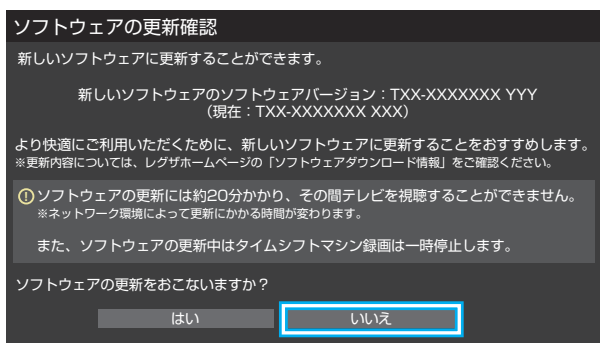 ソフトウェアの更新確認
新しいソフトウェアに更新することができます。
新しいソフトウェアのソフトウェアバージョン：TXX-XXXXXXX YYY
（現在：TXX-XXXXXXX XXX）
より快適にご利用いただくために、新しいソフトウェアに更新することをおすすめします。
※更新内容については、レグザホームページの「ソフトウェアダウンロード情報」をご確認ください。
ソフトウェアの更新には約20分かかり、その間テレビを視聴することができません。
※ネットワーク環境によって更新にかかる時間が変わります。
また、ソフトウェアの更新中はタイムシフトマシン録画は一時停止します。
ソフトウェアの更新をおこないますか？
はい
いいえ